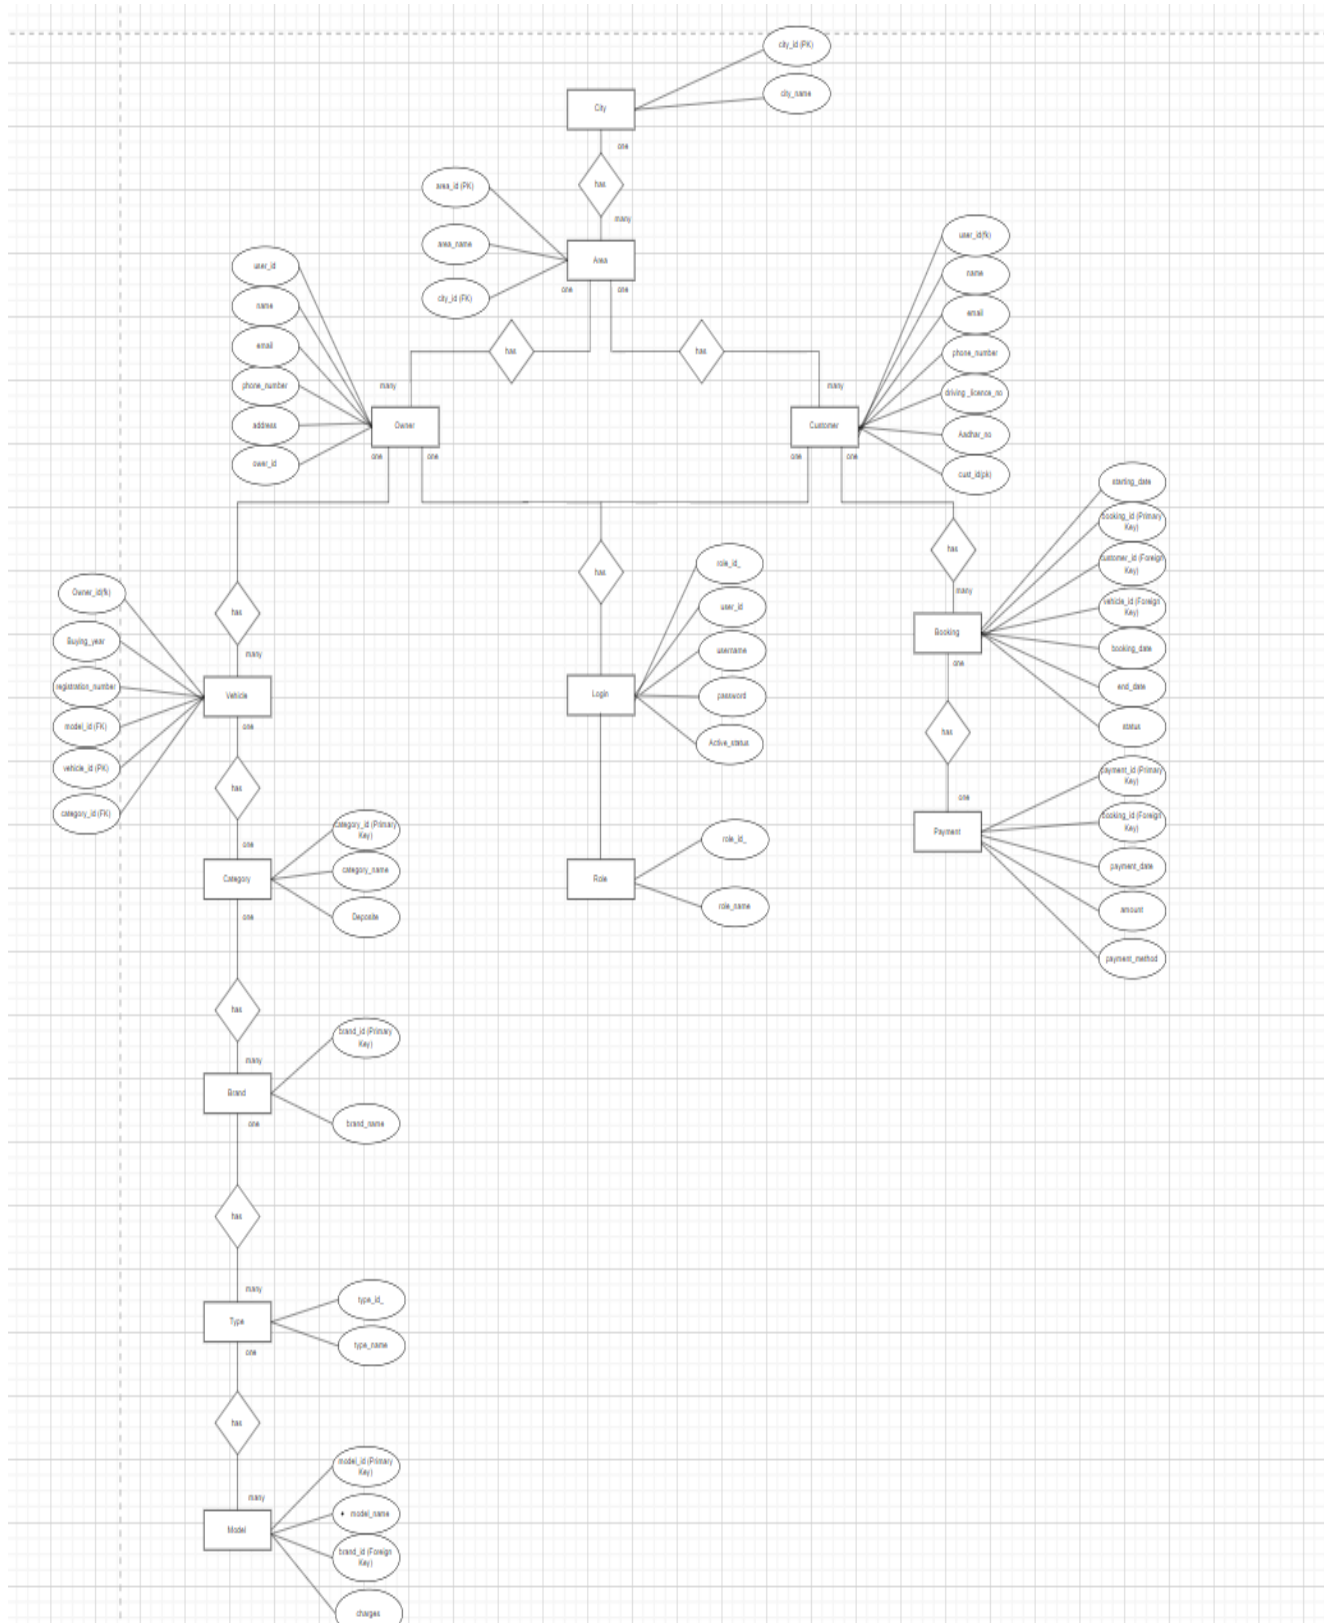 city_id (PK)
city_name
City
one
has
many
area_id (PK)
area_name
city_id (FK)
Area
one
one
has
has
many
many
user_id
name
email
phone_number
address
ower_id
Owner
one
one
user_id(fk)
name
email
phone_number
driving _licence_no
Aadhar_no
cust_id(pk)
Customer
one
one
has
many
Owner_id(fk)
Buying_year
registration_number
model_id (FK)
vehicle_id (PK)
category_id (FK)
Vehicle
one
has
one
has
role_id_
user_id
username
password
Active_status
Login
has
many
starting_date
booking_id (Primary
Key)
customer_id (Foreign
Key)
vehicle_id (Foreign
Key)
booking_date
end_date
status
Booking
one
has
one
payment_id (Primary
Key)
booking_id (Foreign
Key)
payment_date
amount
payment_method
Payment
category_id (Primary
Key)
category_name
Deposite
Category
one
role_id_
role_name
Role
has
many
brand_id (Primary
Key)
brand_name
Brand
one
has
many
type_id_
type_name
Type
one
has
many
model_id (Primary
Key)
model_name
brand_id (Foreign
Key)
charges
Model